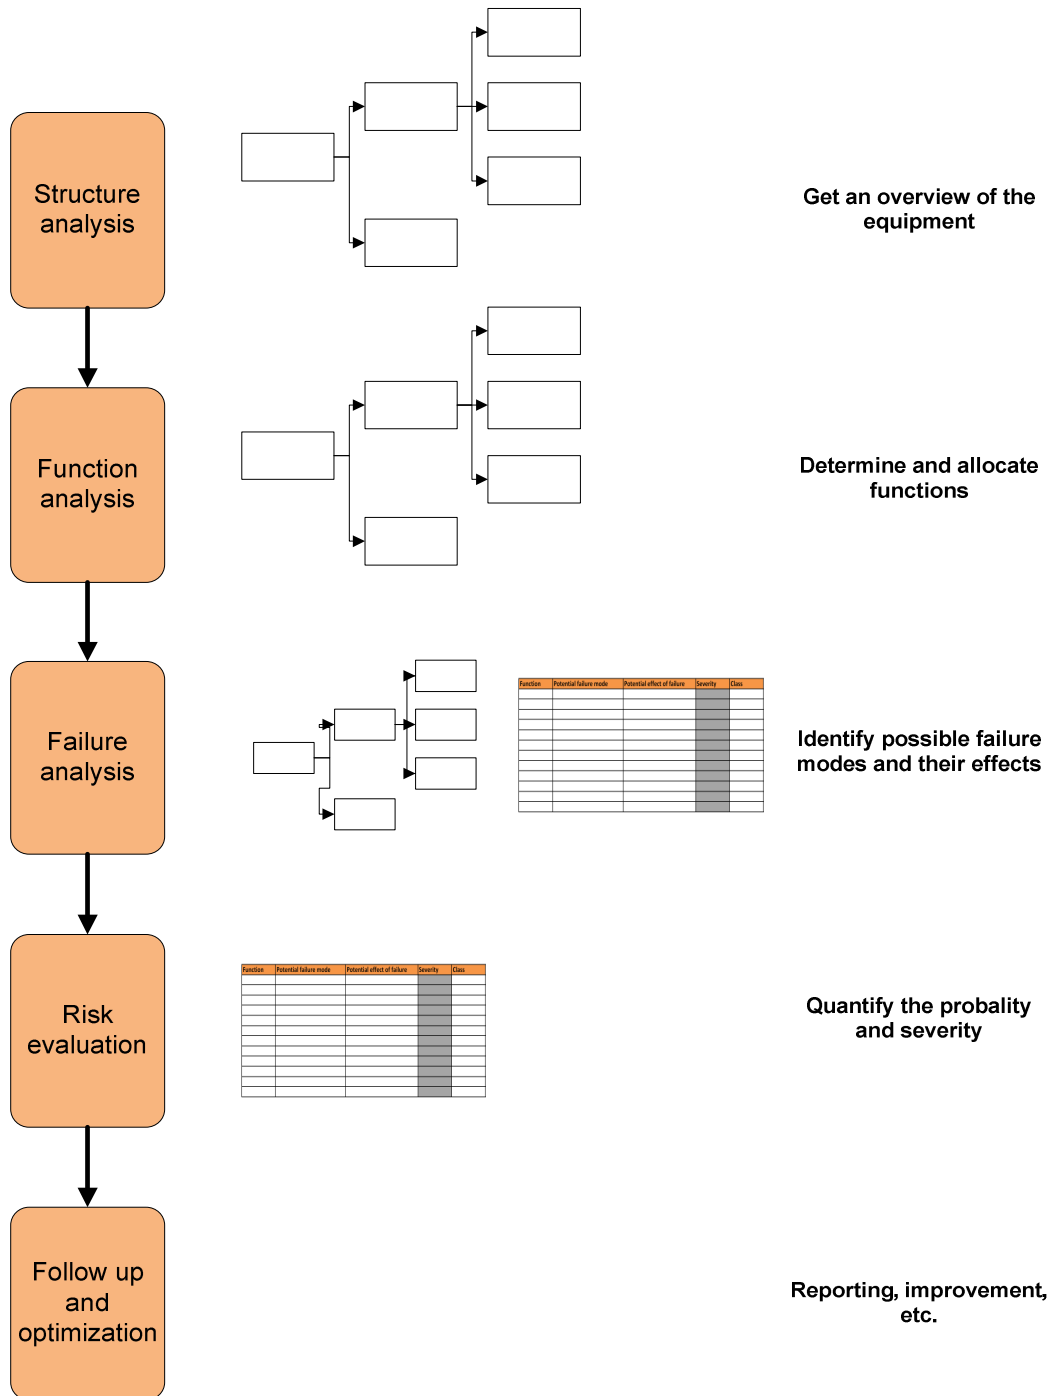 Structure
analysis
Get an overview of the
equipment
Function
analysis
Determine and allocate
functions
Failure
analysis
Function Potential failure mode Potential effect of failure Severity Class
Identify possible failure
modes and their effects
Risk
evaluation
Function Potential failure mode Potential effect of failure Severity Class
Quantify the probality
and severity
Follow up
and
optimization
Reporting, improvement,
etc.